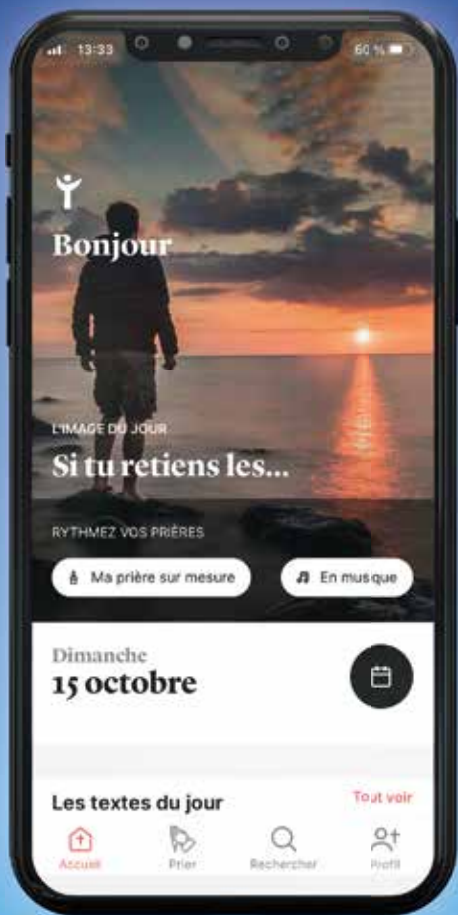 13:33
60 %
Bonjour
L'IMAGE DU JOUR
Si tu retiens les...
RYTHMEZ VOS PRIÈRES
Ma prière sur mesure
En musque
Dimanche
15 octobre
Les textes du jour
Tout voir
Accueil
Prier
Rechercher
Profil